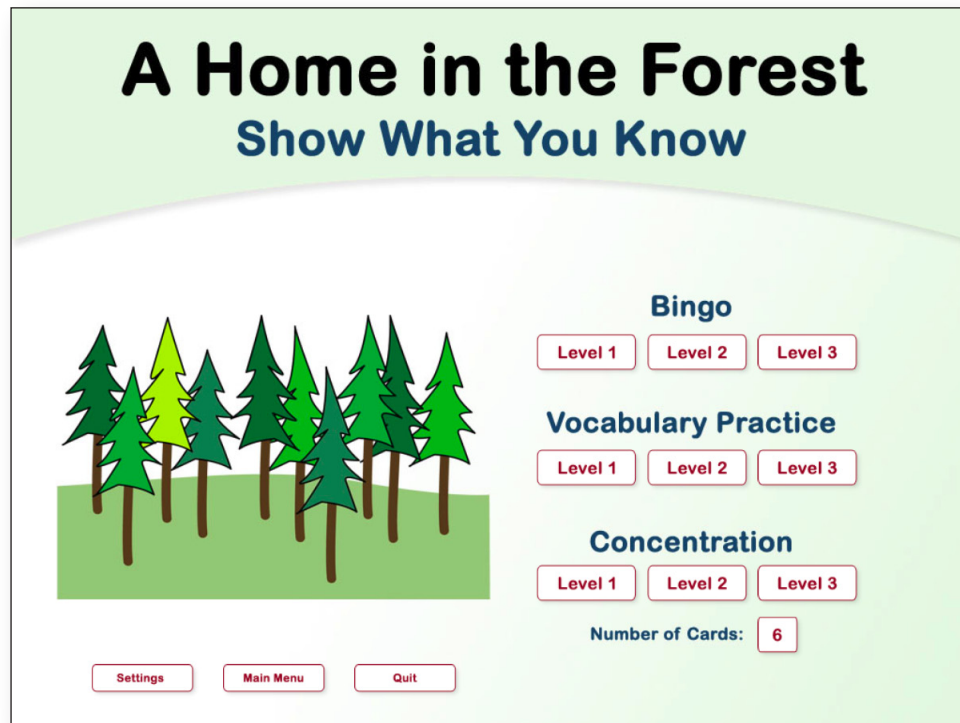 A Home in the Forest
Show What You Know
Bingo
Level 1 Level 2 Level 3
Vocabulary Practice
Level 1 Level 2 Level 3
Concentration
Level 1 Level 2 Level 3
Number of Cards: 6
Settings Main Menu Quit